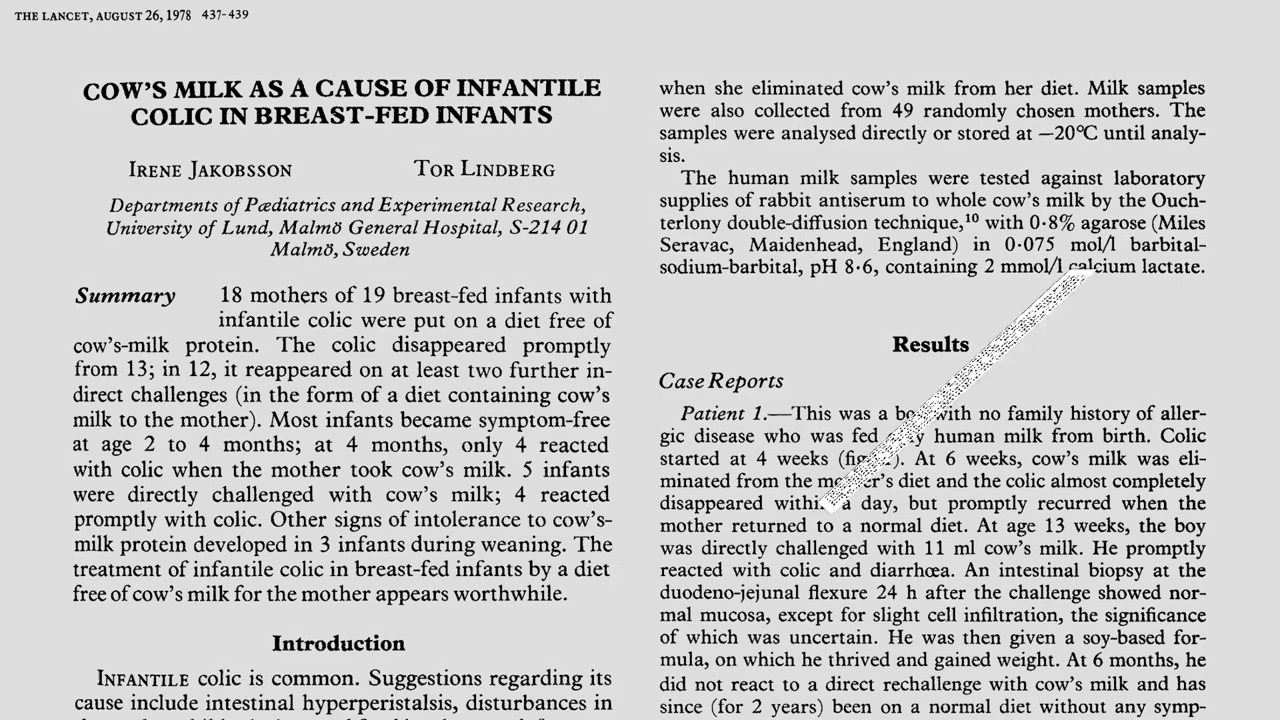 THE LANCET, AUGUST 26, 1978 437-439
COW'S MILK AS A CAUSE OF INFANTILE
COLIC IN BREAST-FED INFANTS
IRENE JAKOBSSON TOR LINDBERG
Departments of Pædiatrics and Experimental Research,
University of Lund, Malmö General Hospital, S-214 01
Malmö, Sweden
Summary 18 mothers of 19 breast-fed infants with
infantile colic were put on a diet free of
cow's-milk protein. The colic disappeared promptly
from 13; in 12, it reappeared on at least two further in-
direct challenges (in the form of a diet containing cow's
milk to the mother). Most infants became symptom-free
at age 2 to 4 months; at 4 months, only 4 reacted
with colic when the mother took cow's milk. 5 infants
were directly challenged with cow's milk; 4 reacted
promptly with colic. Other signs of intolerance to cow's-
milk protein developed in 3 infants during weaning. The
treatment of infantile colic in breast-fed infants by a diet
free of cow's milk for the mother appears worthwhile.
Introduction
INFANTILE colic is common. Suggestions regarding its
cause include intestinal hyperperistalsis, disturbances in
when she eliminated cow's milk from her diet. Milk samples
were also collected from 49 randomly chosen mothers. The
samples were analysed directly or stored at −20°C until analy-
sis.
The human milk samples were tested against laboratory
supplies of rabbit antiserum to whole cow's milk by the Ouch-
terlony double-diffusion technique,10 with 0·8% agarose (Miles
Seravac, Maidenhead, England) in 0·075 mol/l barbital-
sodium-barbital, pH 8·6, containing 2 mmol/l calcium lactate.
Results
Case Reports
Patient 1.—This was a boy with no family history of aller-
gic disease who was fed human milk from birth. Colic
started at 4 weeks At 6 weeks, cow's milk was eli-
minated from the mother's diet and the colic almost completely
disappeared within a day, but promptly recurred when the
mother returned to a normal diet. At age 13 weeks, the boy
was directly challenged with 11 ml cow's milk. He promptly
reacted with colic and diarrhœa. An intestinal biopsy at the
duodeno-jejunal flexure 24 h after the challenge showed nor-
mal mucosa, except for slight cell infiltration, the significance
of which was uncertain. He was then given a soy-based for-
mula, on which he thrived and gained weight. At 6 months, he
did not react to a direct rechallenge with cow's milk and has
since (for 2 years) been on a normal diet without any symp-